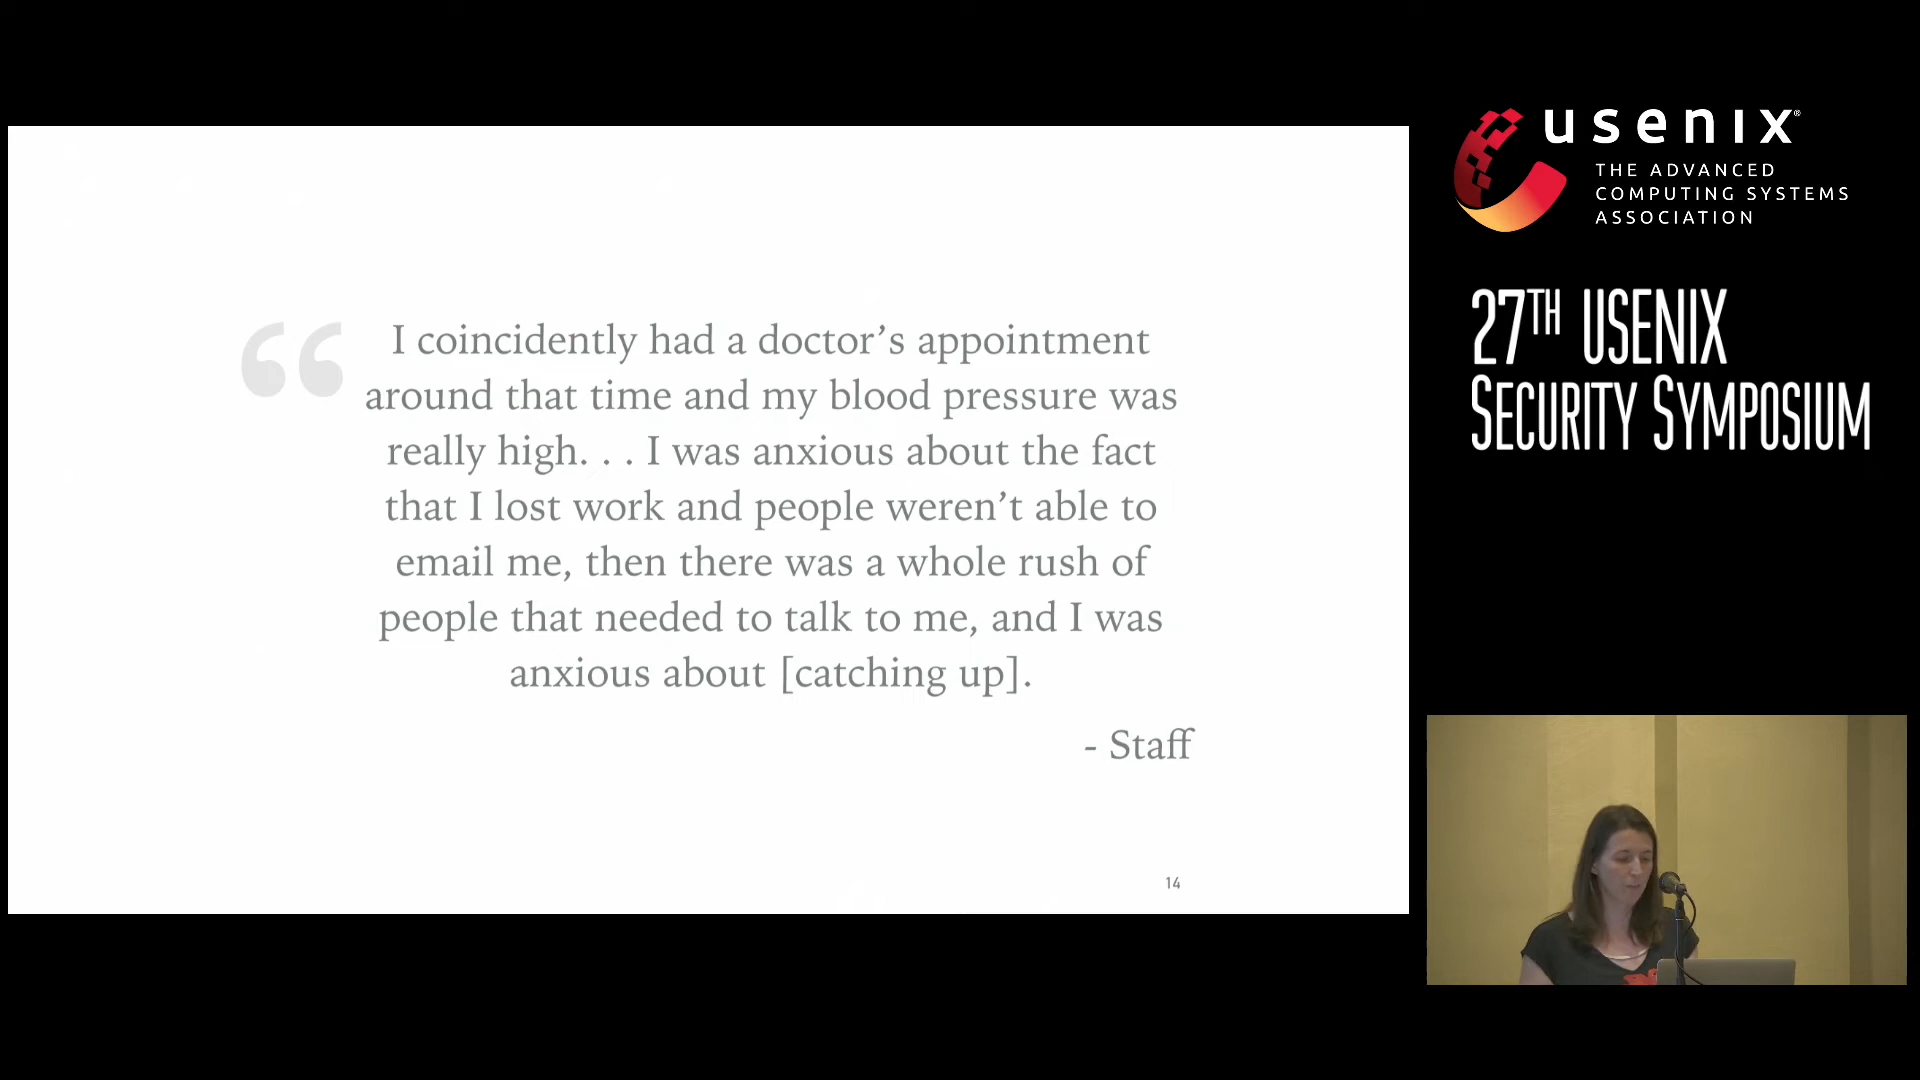 “
I coincidently had a doctor’s appointment
around that time and my blood pressure was
really high. . . I was anxious about the fact
that I lost work and people weren’t able to
email me, then there was a whole rush of
people that needed to talk to me, and I was
anxious about [catching up].
- Staff
14
usenix®
THE ADVANCED
COMPUTING SYSTEMS
ASSOCIATION
27TH USENIX
SECURITY SYMPOSIUM